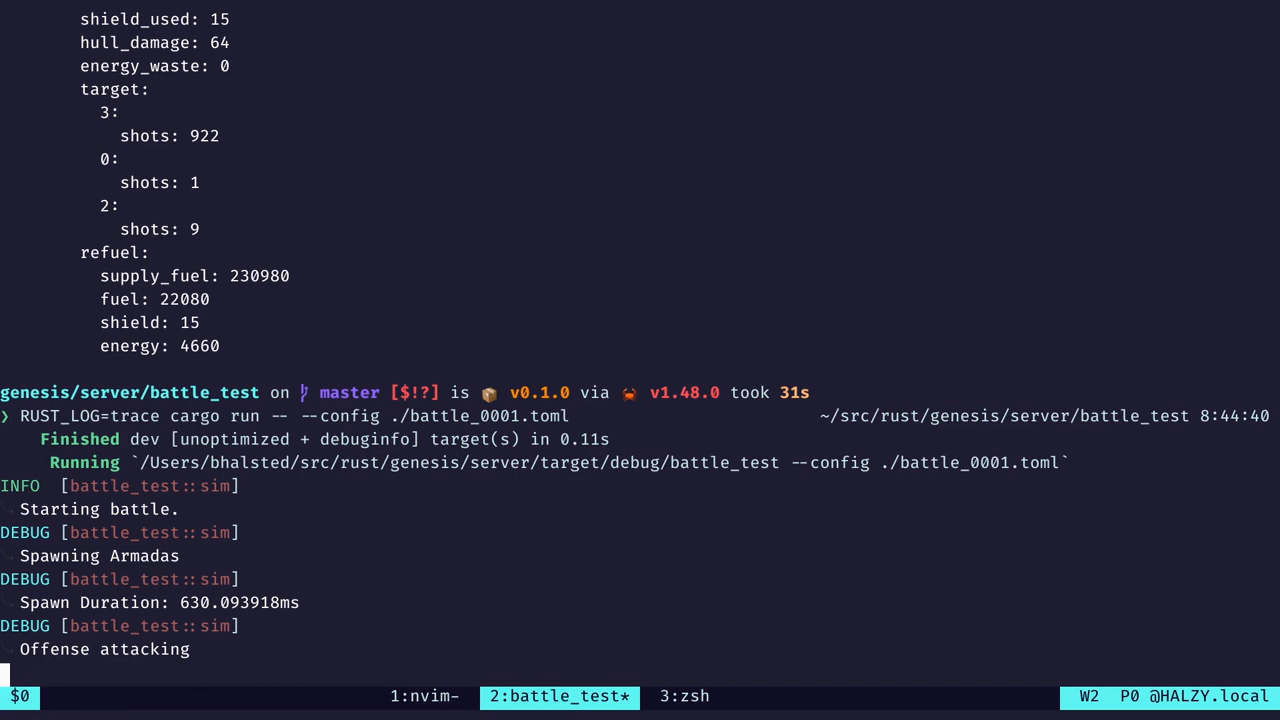 shield_used: 15
hull_damage: 64
energy_waste: 0
target:
3:
shots: 922
0:
shots: 1
2:
shots: 9
refuel:
supply_fuel: 230980
fuel: 22080
shield: 15
energy: 4660
genesis/server/battle_test on master [$!?] is 📦 v0.1.0 via 🦀 v1.48.0 took 31s
❯ RUST_LOG=trace cargo run -- --config ./battle_0001.toml ~/src/rust/genesis/server/battle_test 8:44:40
Finished dev [unoptimized + debuginfo] target(s) in 0.11s
Running `/Users/bhalsted/src/rust/genesis/server/target/debug/battle_test --config ./battle_0001.toml`
INFO [battle_test::sim]
Starting battle.
DEBUG [battle_test::sim]
Spawning Armadas
DEBUG [battle_test::sim]
Spawn Duration: 630.093918ms
DEBUG [battle_test::sim]
Offense attacking
$0 1:nvim- 2:battle_test* 3:zsh W2 P0 @HALZY.local